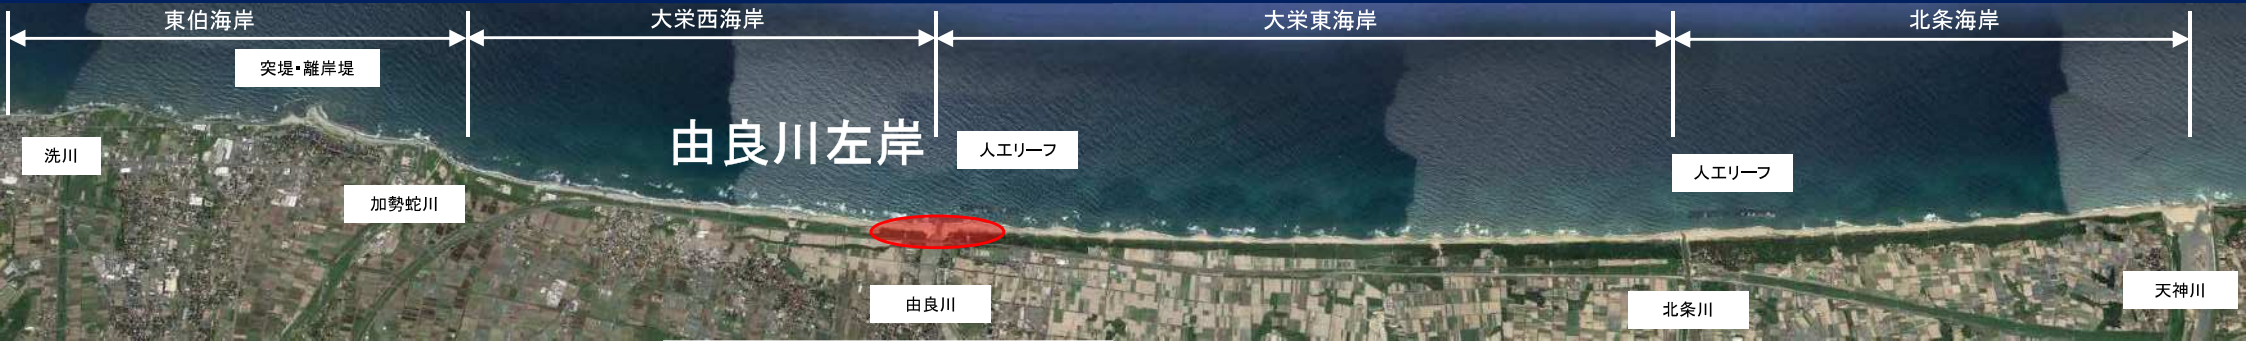 東伯海岸
大栄西海岸
大栄東海岸
北条海岸
突堤・離岸堤
由良川左岸
人工リーフ
洗川
人工リーフ
加勢蛇川
由良川
北条川
天神川